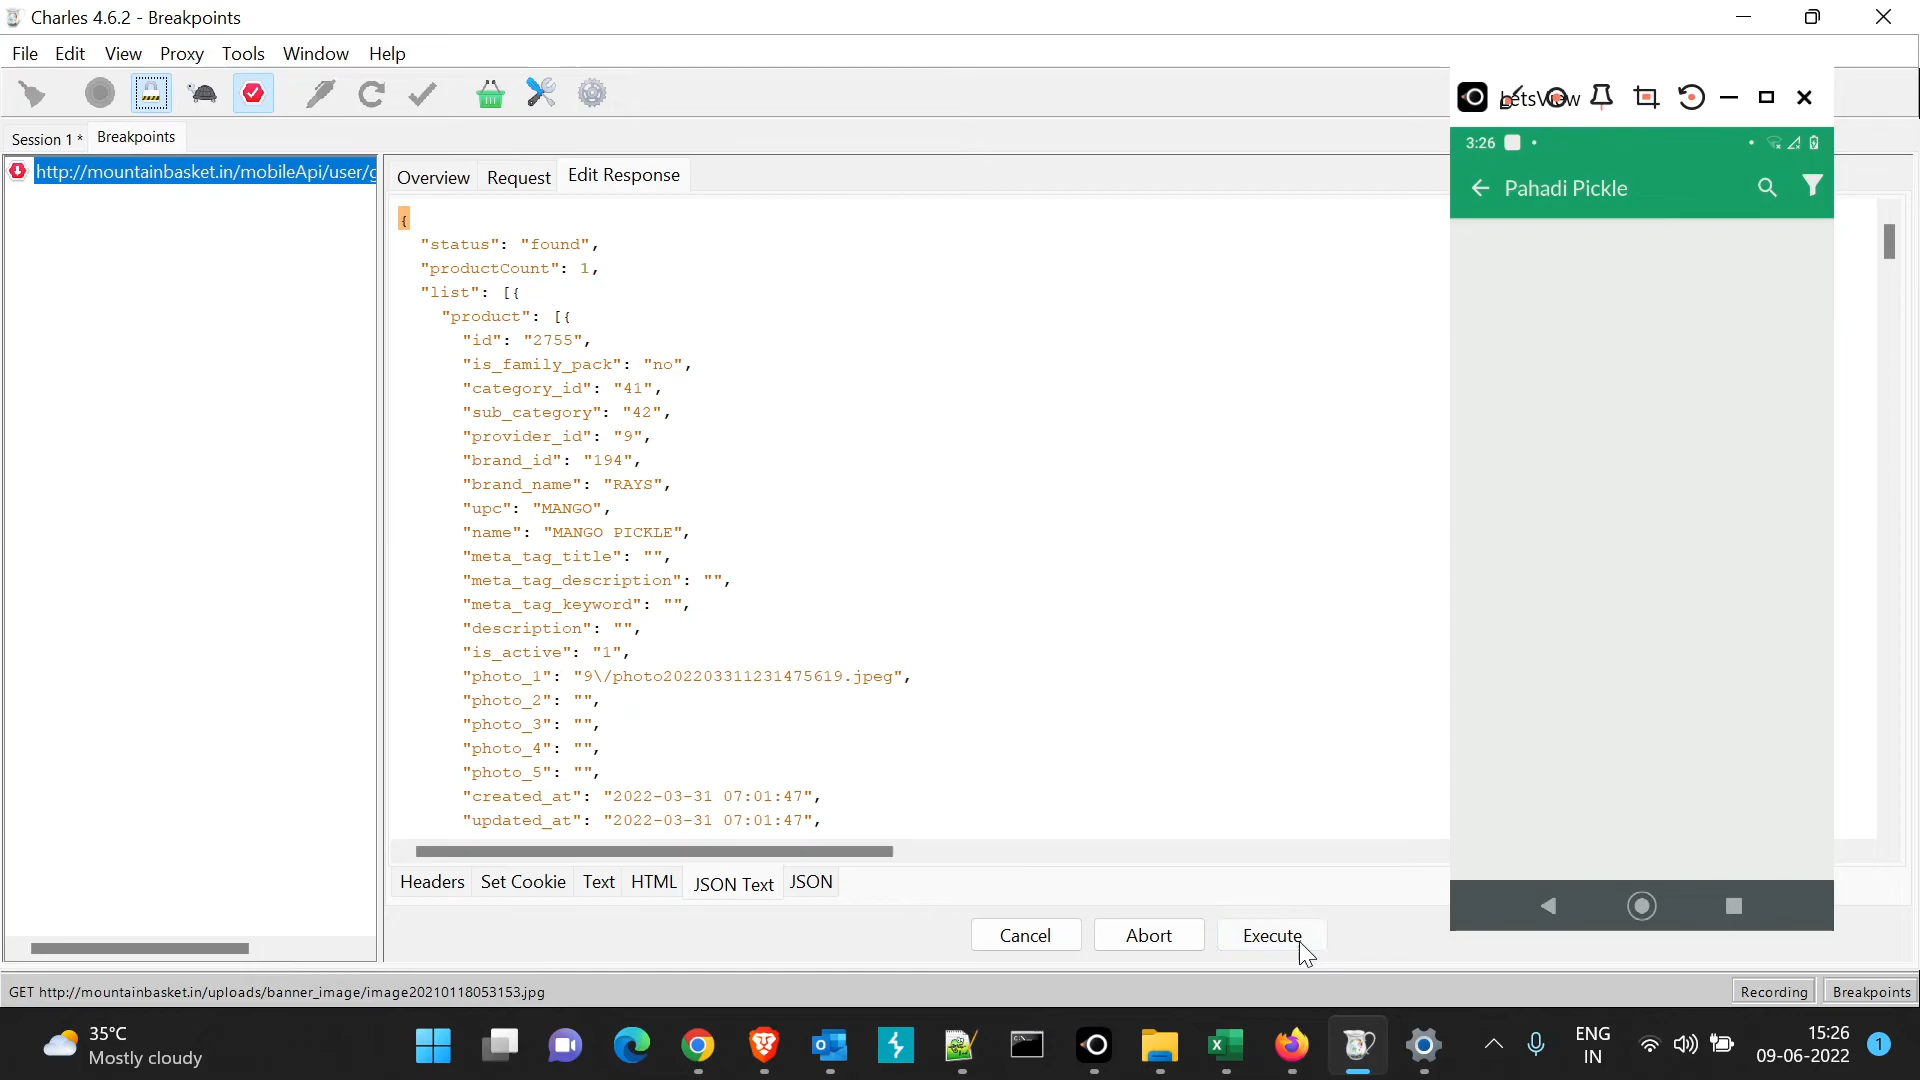 Charles 4.6.2 - Breakpoints
File Edit View Proxy Tools Window Help
LetsView
Session 1 * Breakpoints
http://mountainbasket.in/mobileApi/user/g
Overview Request Edit Response
{
"status": "found",
"productCount": 1,
"list": [{
"product": [{
"id": "2755",
"is_family_pack": "no",
"category_id": "41",
"sub_category": "42",
"provider_id": "9",
"brand_id": "194",
"brand_name": "RAYS",
"upc": "MANGO",
"name": "MANGO PICKLE",
"meta_tag_title": "",
"meta_tag_description": "",
"meta_tag_keyword": "",
"description": "",
"is_active": "1",
"photo_1": "9\/photo202203311231475619.jpeg",
"photo_2": "",
"photo_3": "",
"photo_4": "",
"photo_5": "",
"created_at": "2022-03-31 07:01:47",
"updated_at": "2022-03-31 07:01:47",
3:26
Pahadi Pickle
Headers Set Cookie Text HTML JSON Text JSON
Cancel Abort Execute
GET http://mountainbasket.in/uploads/banner_image/image20210118053153.jpg
Recording Breakpoints
35°C
Mostly cloudy
ENG
IN
15:26
09-06-2022
1